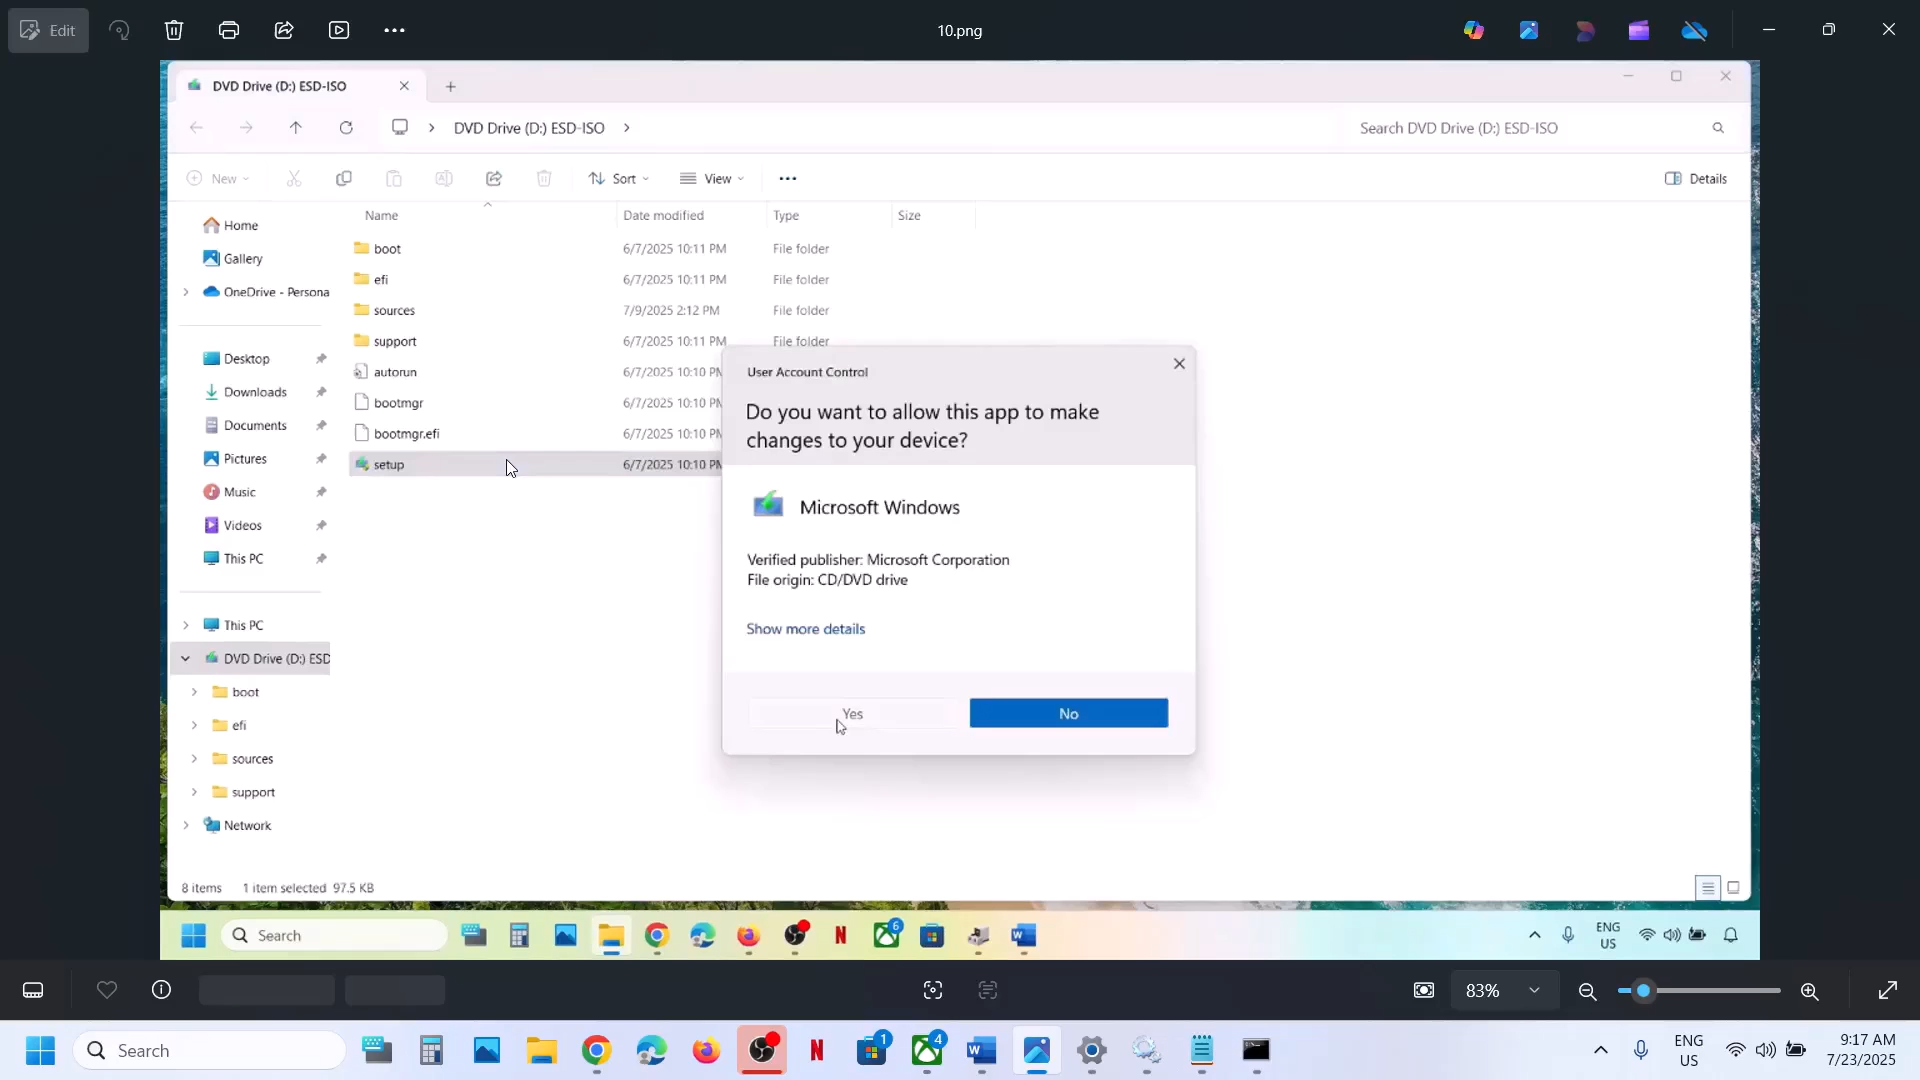 Edit
10.png
DVD Drive (D:) ESD-ISO
DVD Drive (D:) ESD-ISO
Search DVD Drive (D:) ESD-ISO
New
Sort
View
Details
Name Date modified Type Size
Home
Gallery
OneDrive - Persona
Desktop
Downloads
Documents
Pictures
Music
Videos
This PC
This PC
DVD Drive (D:) ESD
boot
efi
sources
support
Network
boot 6/7/2025 10:11 PM File folder
efi 6/7/2025 10:11 PM File folder
sources 7/9/2025 2:12 PM File folder
support 6/7/2025 10:11 PM File folder
autorun 6/7/2025 10:10 PM
bootmgr 6/7/2025 10:10 PM
bootmgr.efi 6/7/2025 10:10 PM
setup 6/7/2025 10:10 PM
User Account Control
Do you want to allow this app to make
changes to your device?
Microsoft Windows
Verified publisher: Microsoft Corporation
File origin: CD/DVD drive
Show more details
Yes No
8 items 1 item selected 97.5 KB
Search
6
ENG
US
83%
Search
1
4
ENG
US
9:17 AM
7/23/2025